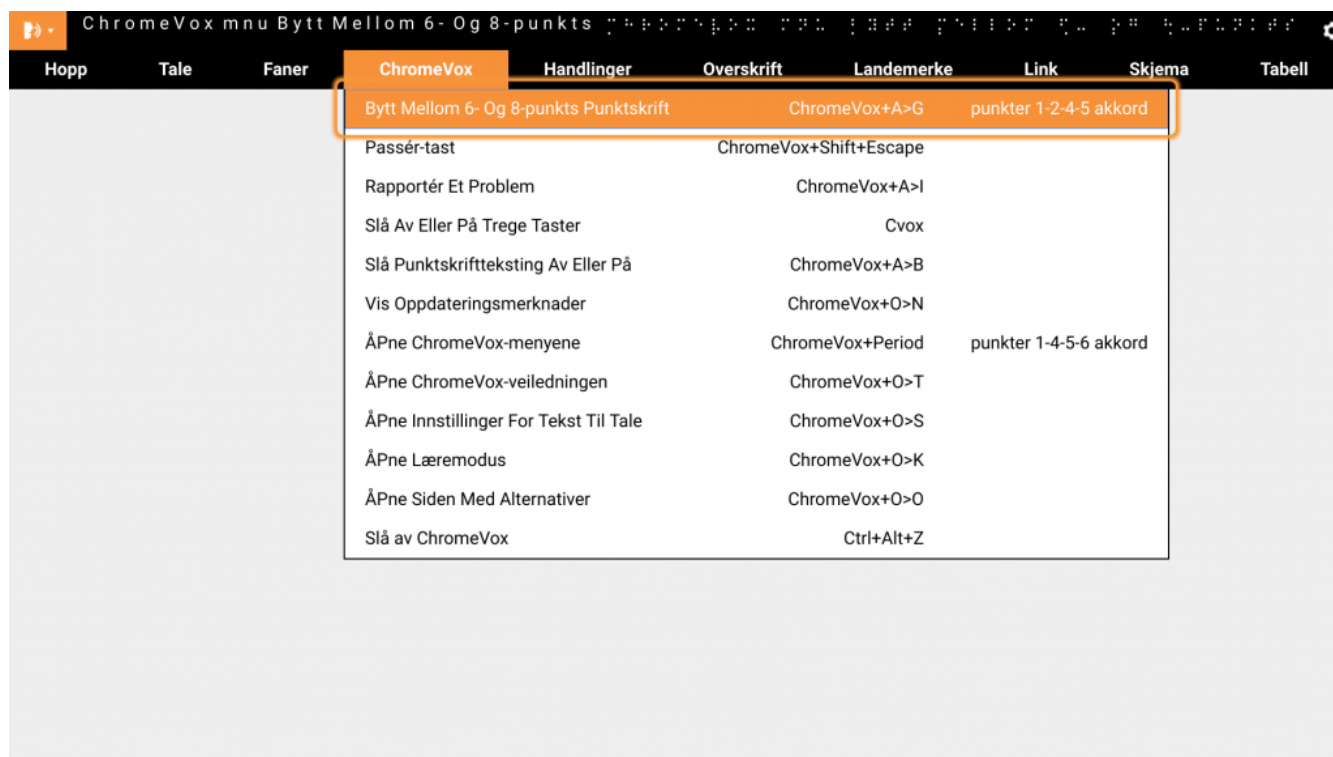 ChromeVox mnu Bytt Mellom 6- Og 8-punkts
Hopp Tale Faner ChromeVox Handlinger Overskrift Landemerke Link Skjema Tabell
Bytt Mellom 6- Og 8-punkts Punktskrift ChromeVox+A>G punkter 1-2-4-5 akkord
Passér-tast ChromeVox+Shift+Escape
Rapportér Et Problem ChromeVox+A>I
Slå Av Eller På Trege Taster Cvox
Slå Punktskriftteksting Av Eller På ChromeVox+A>B
Vis Oppdateringsmerknader ChromeVox+O>N
ÅPne ChromeVox-menyene ChromeVox+Period punkter 1-4-5-6 akkord
ÅPne ChromeVox-veiledningen ChromeVox+O>T
ÅPne Innstillinger For Tekst Til Tale ChromeVox+O>S
ÅPne Læremodus ChromeVox+O>K
ÅPne Siden Med Alternativer ChromeVox+O>O
Slå av ChromeVox Ctrl+Alt+Z